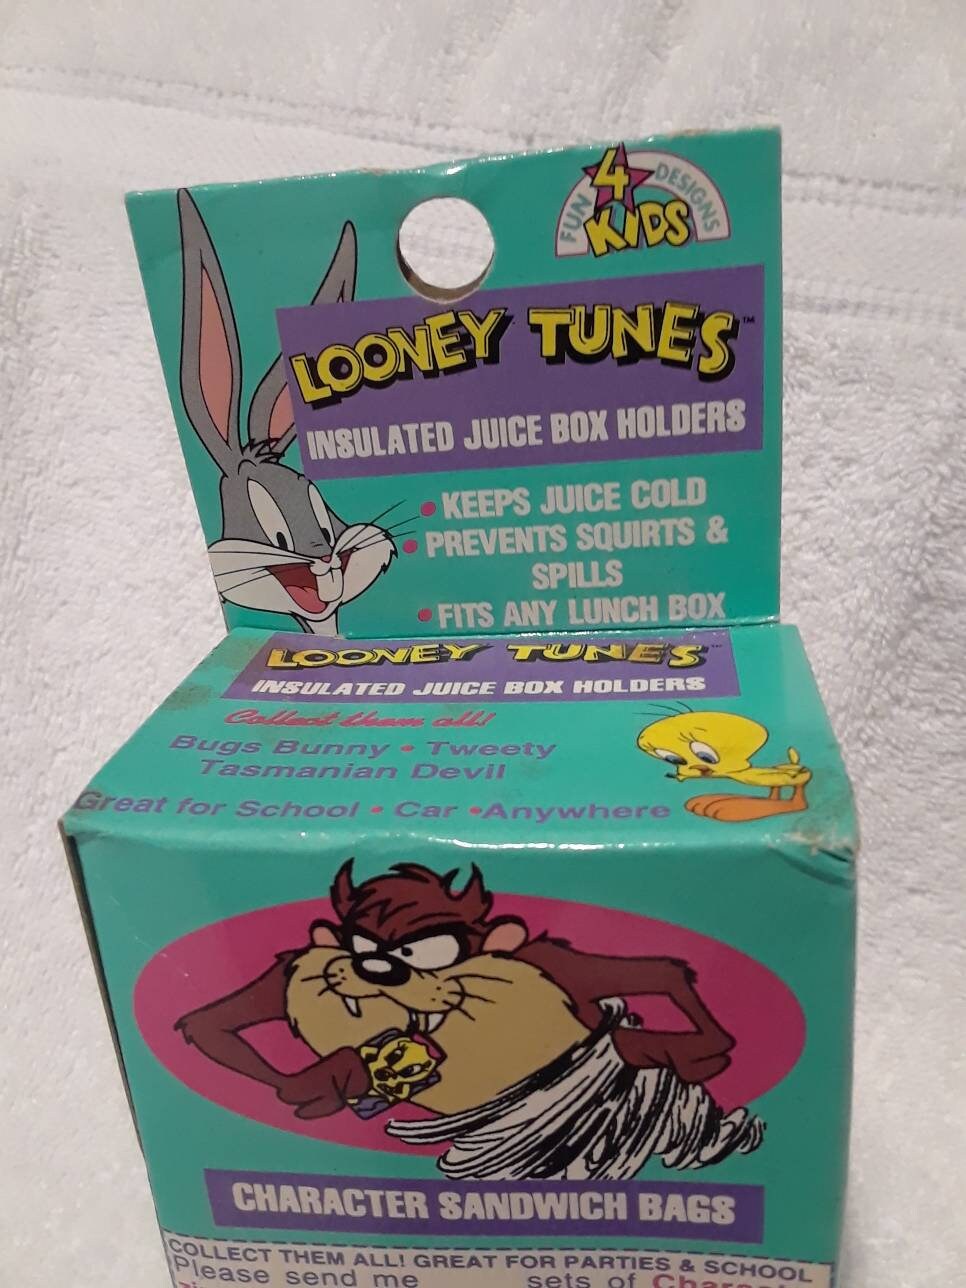 FUN 4 KIDS DESIGNS
LOONEY TUNES™
INSULATED JUICE BOX HOLDERS
• KEEPS JUICE COLD
• PREVENTS SQUIRTS &
SPILLS
• FITS ANY LUNCH BOX
LOONEY TUNES™
INSULATED JUICE BOX HOLDERS
Collect them all!
Bugs Bunny • Tweety
Tasmanian Devil
Great for School • Car • Anywhere
CHARACTER SANDWICH BAGS
COLLECT THEM ALL! GREAT FOR PARTIES & SCHOOL
Please send me sets of